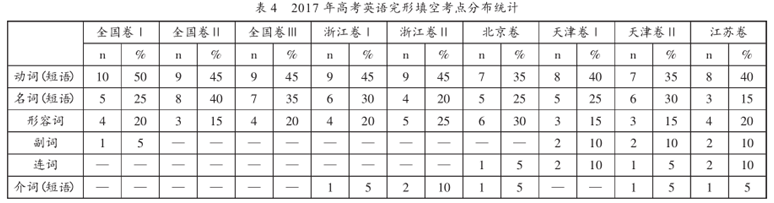 表 4 2017 年高考英语完形填空考点分布统计
全国卷Ⅰ 全国卷Ⅱ 全国卷Ⅲ 浙江卷Ⅰ 浙江卷Ⅱ 北京卷 天津卷Ⅰ 天津卷Ⅱ 江苏卷
n % n % n % n % n % n % n % n % n %
动词(短语) 10 50 9 45 9 45 9 45 9 45 7 35 8 40 7 35 8 40
名词(短语) 5 25 8 40 7 35 6 30 4 20 5 25 5 25 6 30 3 15
形容词 4 20 3 15 4 20 4 20 5 25 6 30 3 15 3 15 4 20
副词 1 5 — — — — — — — — — — 2 10 2 10 2 10
连词 — — — — — — — — — — 1 5 2 10 1 5 2 10
介词(短语) — — — — — — 1 5 2 10 1 5 — — 1 5 1 5